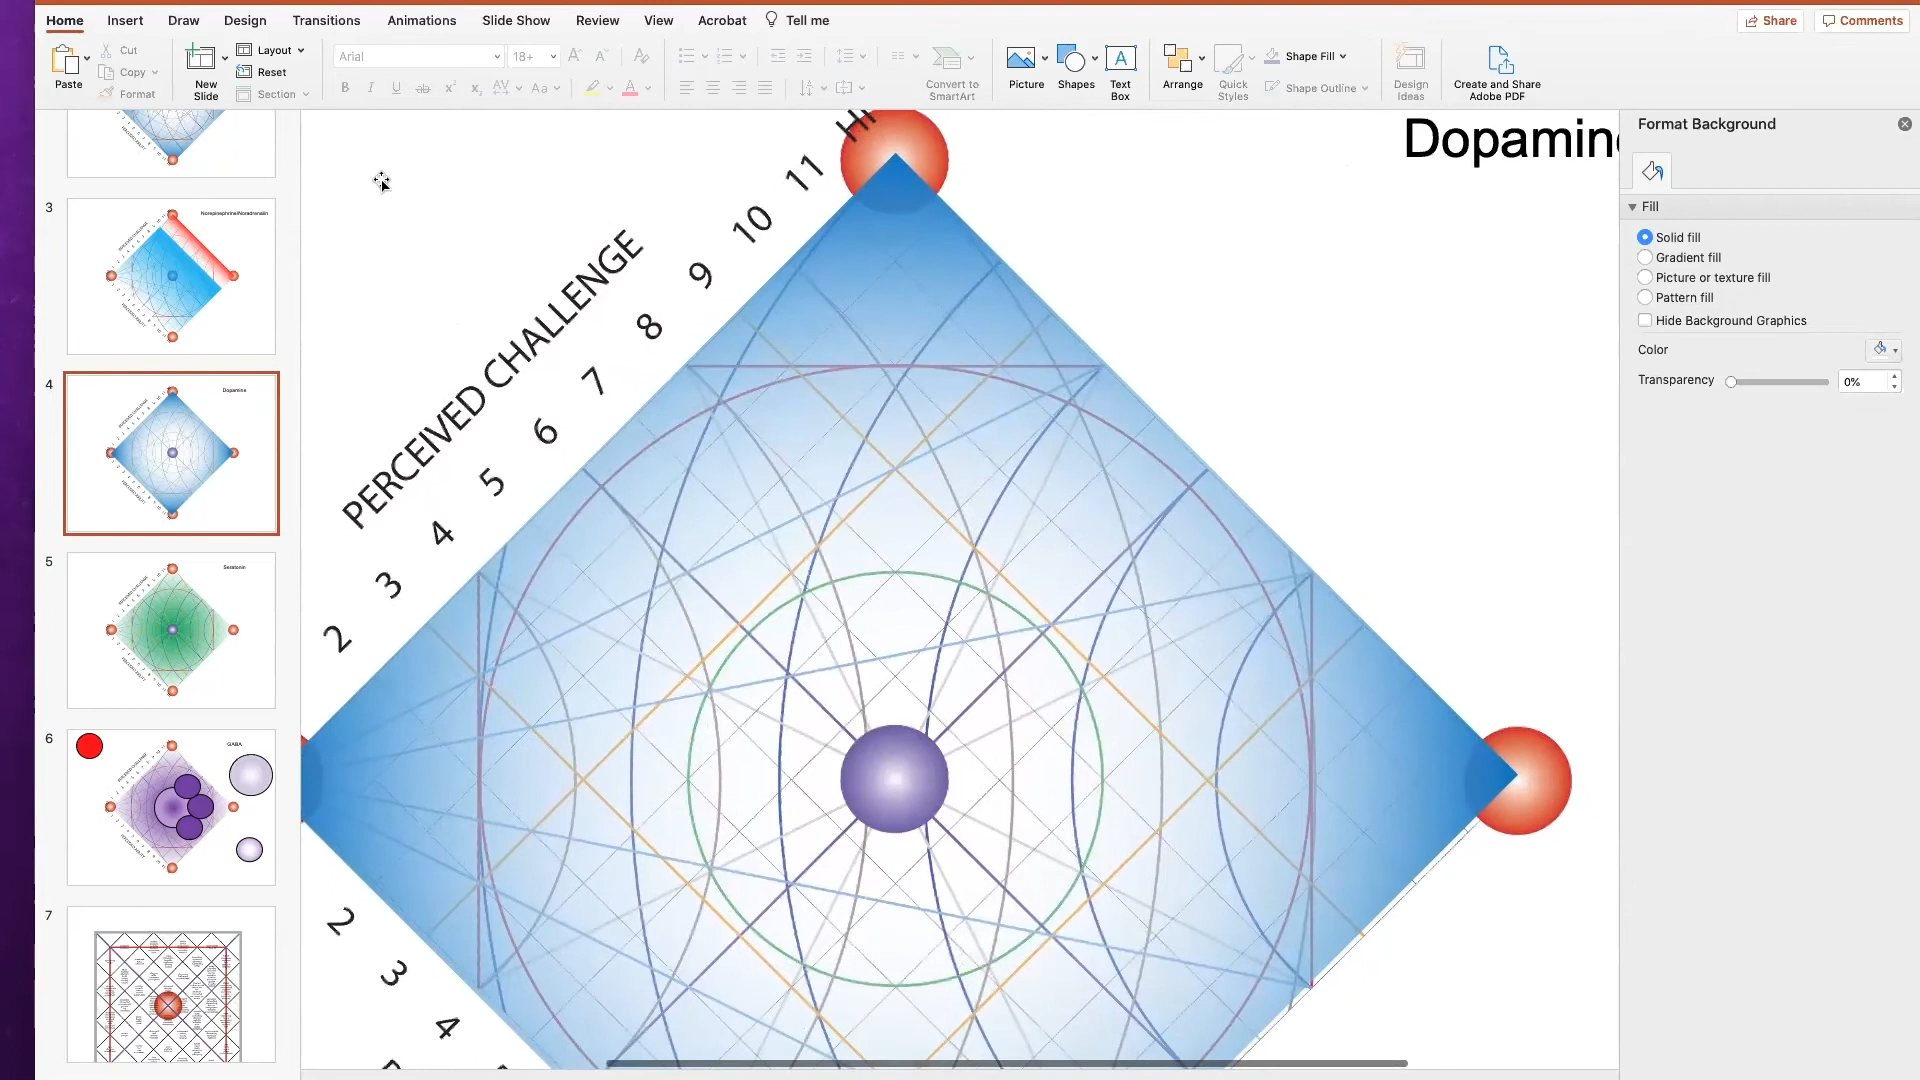 Home Insert Draw Design Transitions Animations Slide Show Review View Acrobat Tell me Share Comments
Paste Cut Copy Format
New Slide Layout Reset Section
Arial 18+
Convert to SmartArt
Picture Shapes Text Box
Arrange Quick Styles Shape Fill Shape Outline
Design Ideas
Create and Share Adobe PDF
3
Norepinephrine/Noradrenalin
4
Dopamine
5
Seratonin
6
GABA
7
Dopamin
HI
PERCEIVED CHALLENGE
2 3 4 5 6 7 8 9 10 11
2
3
4
Format Background
Fill
Solid fill
Gradient fill
Picture or texture fill
Pattern fill
Hide Background Graphics
Color
Transparency 0%